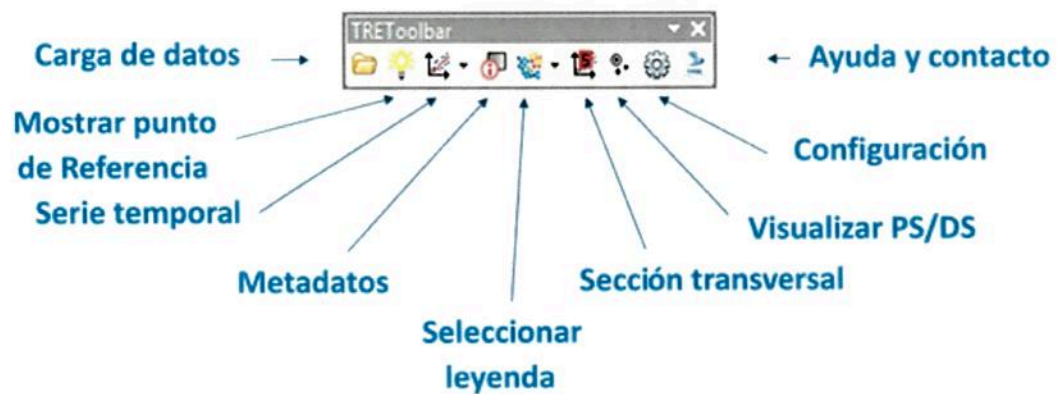 TREToolbar
Carga de datos
Ayuda y contacto
Mostrar punto
de Referencia
Configuración
Serie temporal
Visualizar PS/DS
Metadatos
Sección transversal
Seleccionar
leyenda